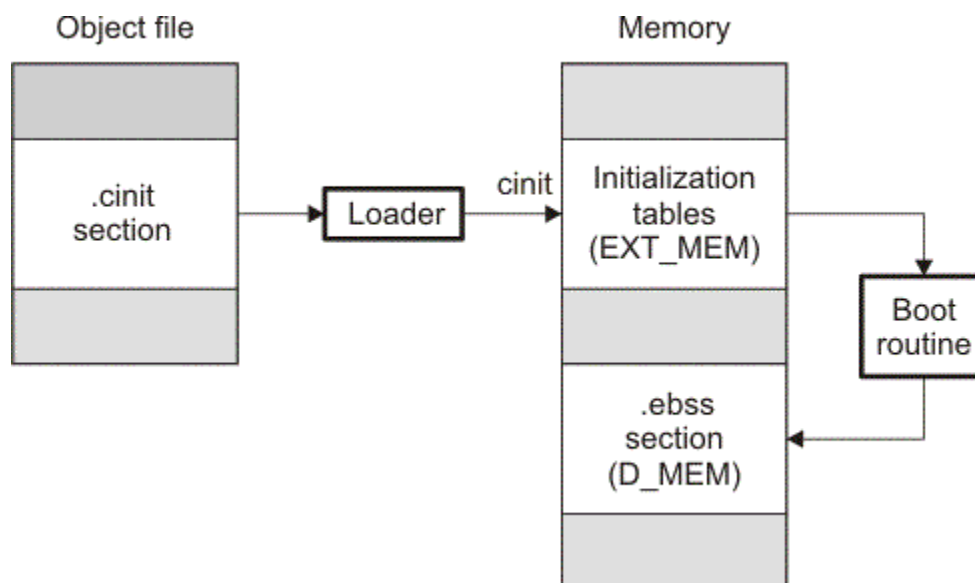 Object file
Memory
.cinit
section
Loader
cinit
Initialization
tables
(EXT_MEM)
Boot
routine
.ebss
section
(D_MEM)